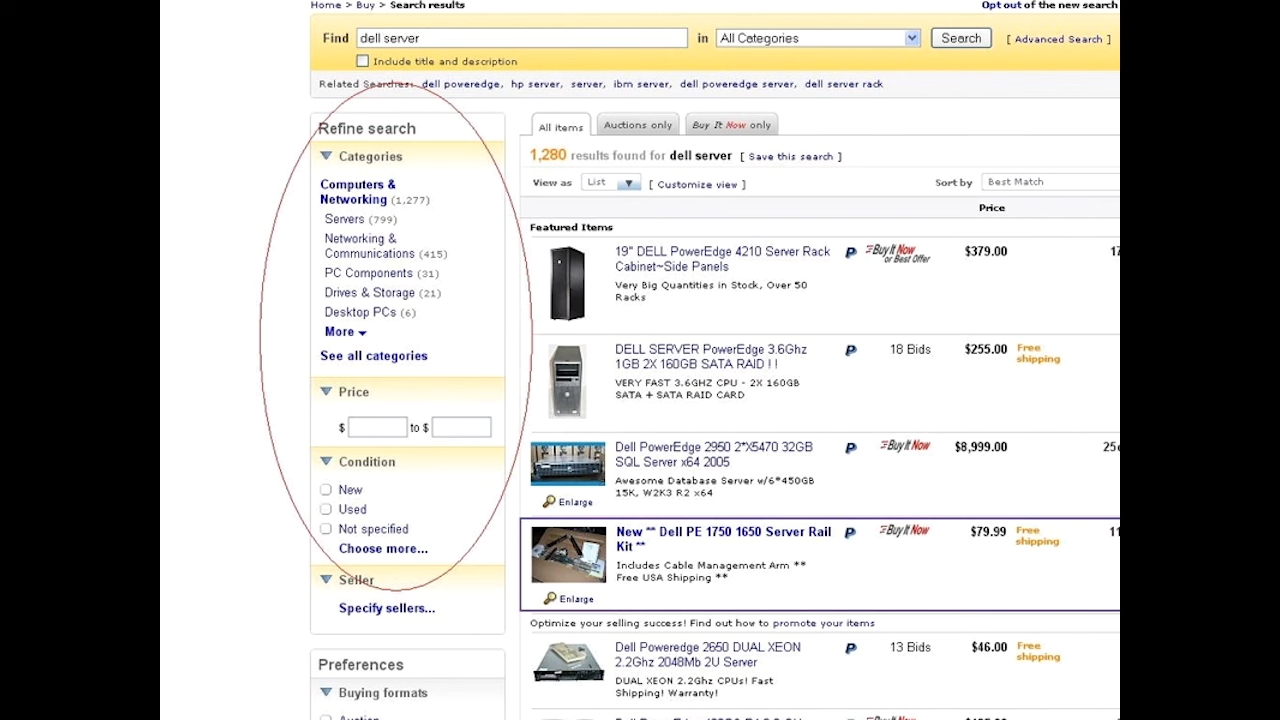 Home > Buy > Search results
Opt out of the new search
Find dell server in All Categories Search [ Advanced Search ]
Include title and description
Related Searches: dell poweredge, hp server, server, ibm server, dell poweredge server, dell server rack
Refine search
Categories
Computers &
Networking (1,277)
Servers (799)
Networking &
Communications (415)
PC Components (31)
Drives & Storage (21)
Desktop PCs (6)
More
See all categories
Price
$ to $
Condition
New
Used
Not specified
Choose more...
Seller
Specify sellers...
Preferences
Buying formats
Auction
All items Auctions only Buy It Now only
1,280 results found for dell server [ Save this search ]
View as List [ Customize view ] Sort by Best Match
Price
Featured Items
19" DELL PowerEdge 4210 Server Rack
Cabinet~Side Panels
Very Big Quantities in Stock, Over 50
Racks
P Buy It Now
or Best Offer
$379.00
DELL SERVER PowerEdge 3.6Ghz
1GB 2X 160GB SATA RAID ! !
VERY FAST 3.6GHZ CPU - 2X 160GB
SATA + SATA RAID CARD
P 18 Bids $255.00 Free
shipping
Dell PowerEdge 2950 2*X5470 32GB
SQL Server x64 2005
Awesome Database Server w/6*450GB
15K, W2K3 R2 x64
Enlarge
P Buy It Now $8,999.00
New ** Dell PE 1750 1650 Server Rail
Kit **
Includes Cable Management Arm **
Free USA Shipping **
Enlarge
P Buy It Now $79.99 Free
shipping
Optimize your selling success! Find out how to promote your items
Dell Poweredge 2650 DUAL XEON
2.2Ghz 2048Mb 2U Server
DUAL XEON 2.2Ghz CPUs! Fast
Shipping! Warranty!
P 13 Bids $46.00 Free
shipping